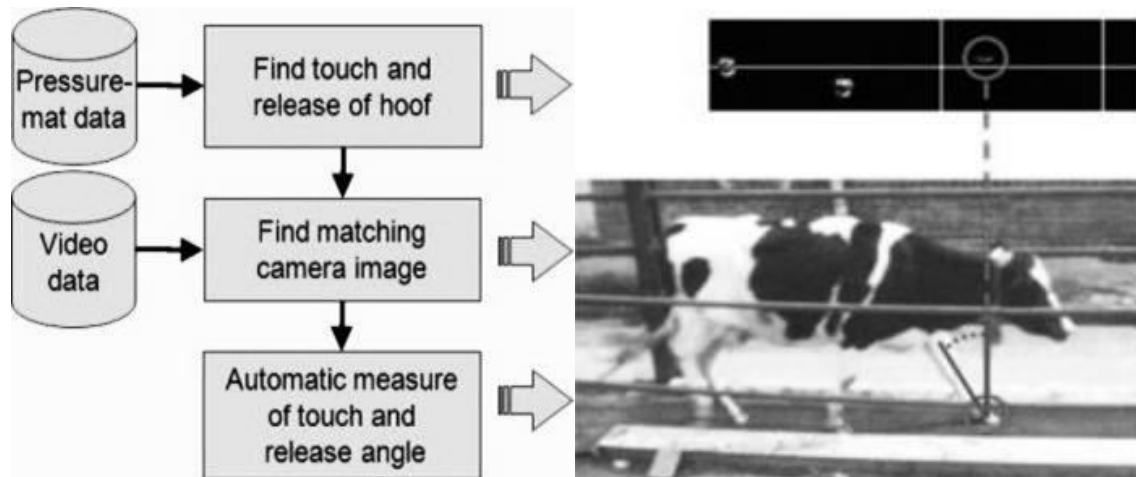 Pressure-
mat data
Find touch and
release of hoof
Video
data
Find matching
camera image
Automatic measure
of touch and
release angle